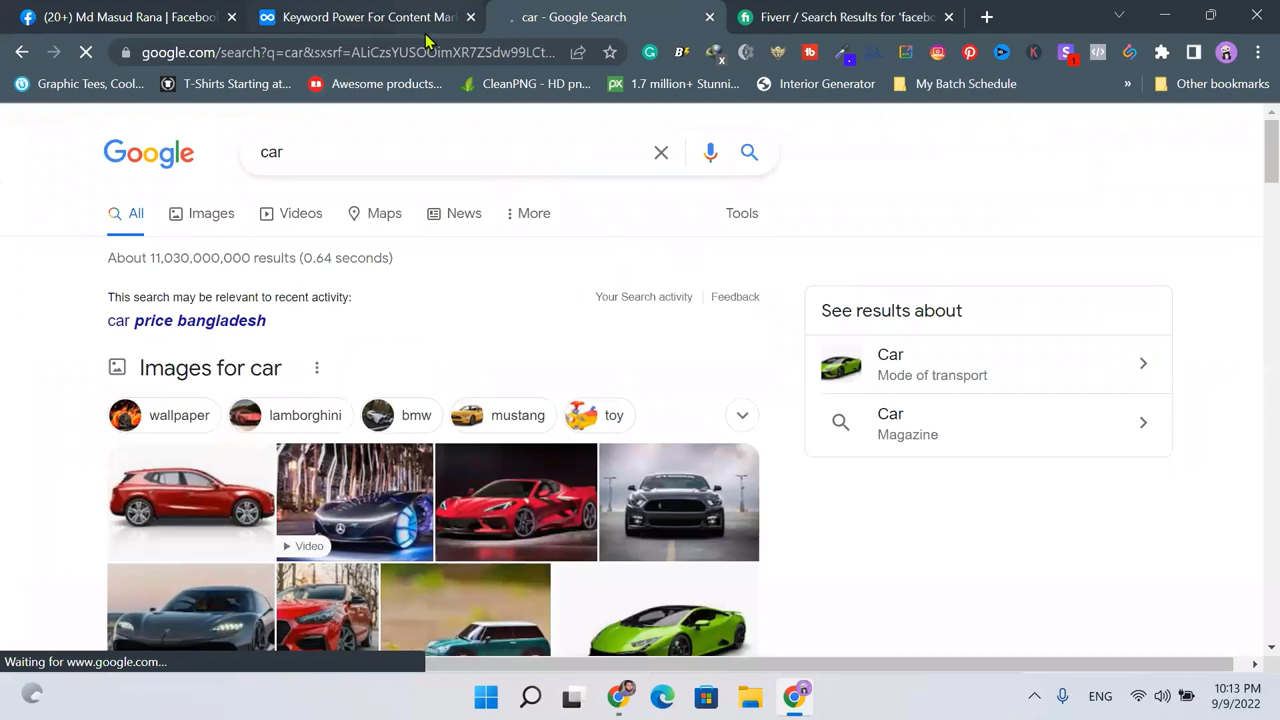 (20+) Md Masud Rana | Facebo
Keyword Power For Content Mar
car - Google Search
Fiverr / Search Results for 'facebo
google.com/search?q=car&sxsrf=ALiCzsYUSOOimXR7ZSdw99LCt...
Graphic Tees, Cool...
T-Shirts Starting at...
Awesome products...
CleanPNG - HD pn...
1.7 million+ Stunni...
Interior Generator
My Batch Schedule
»
Other bookmarks
Google
car
All
Images
Videos
Maps
News
More
Tools
About 11,030,000,000 results (0.64 seconds)
This search may be relevant to recent activity:
Your Search activity
Feedback
car price bangladesh
Images for car
wallpaper
lamborghini
bmw
mustang
toy
Video
See results about
Car
Mode of transport
Car
Magazine
Waiting for www.google.com...
ENG
10:13 PM
9/9/2022